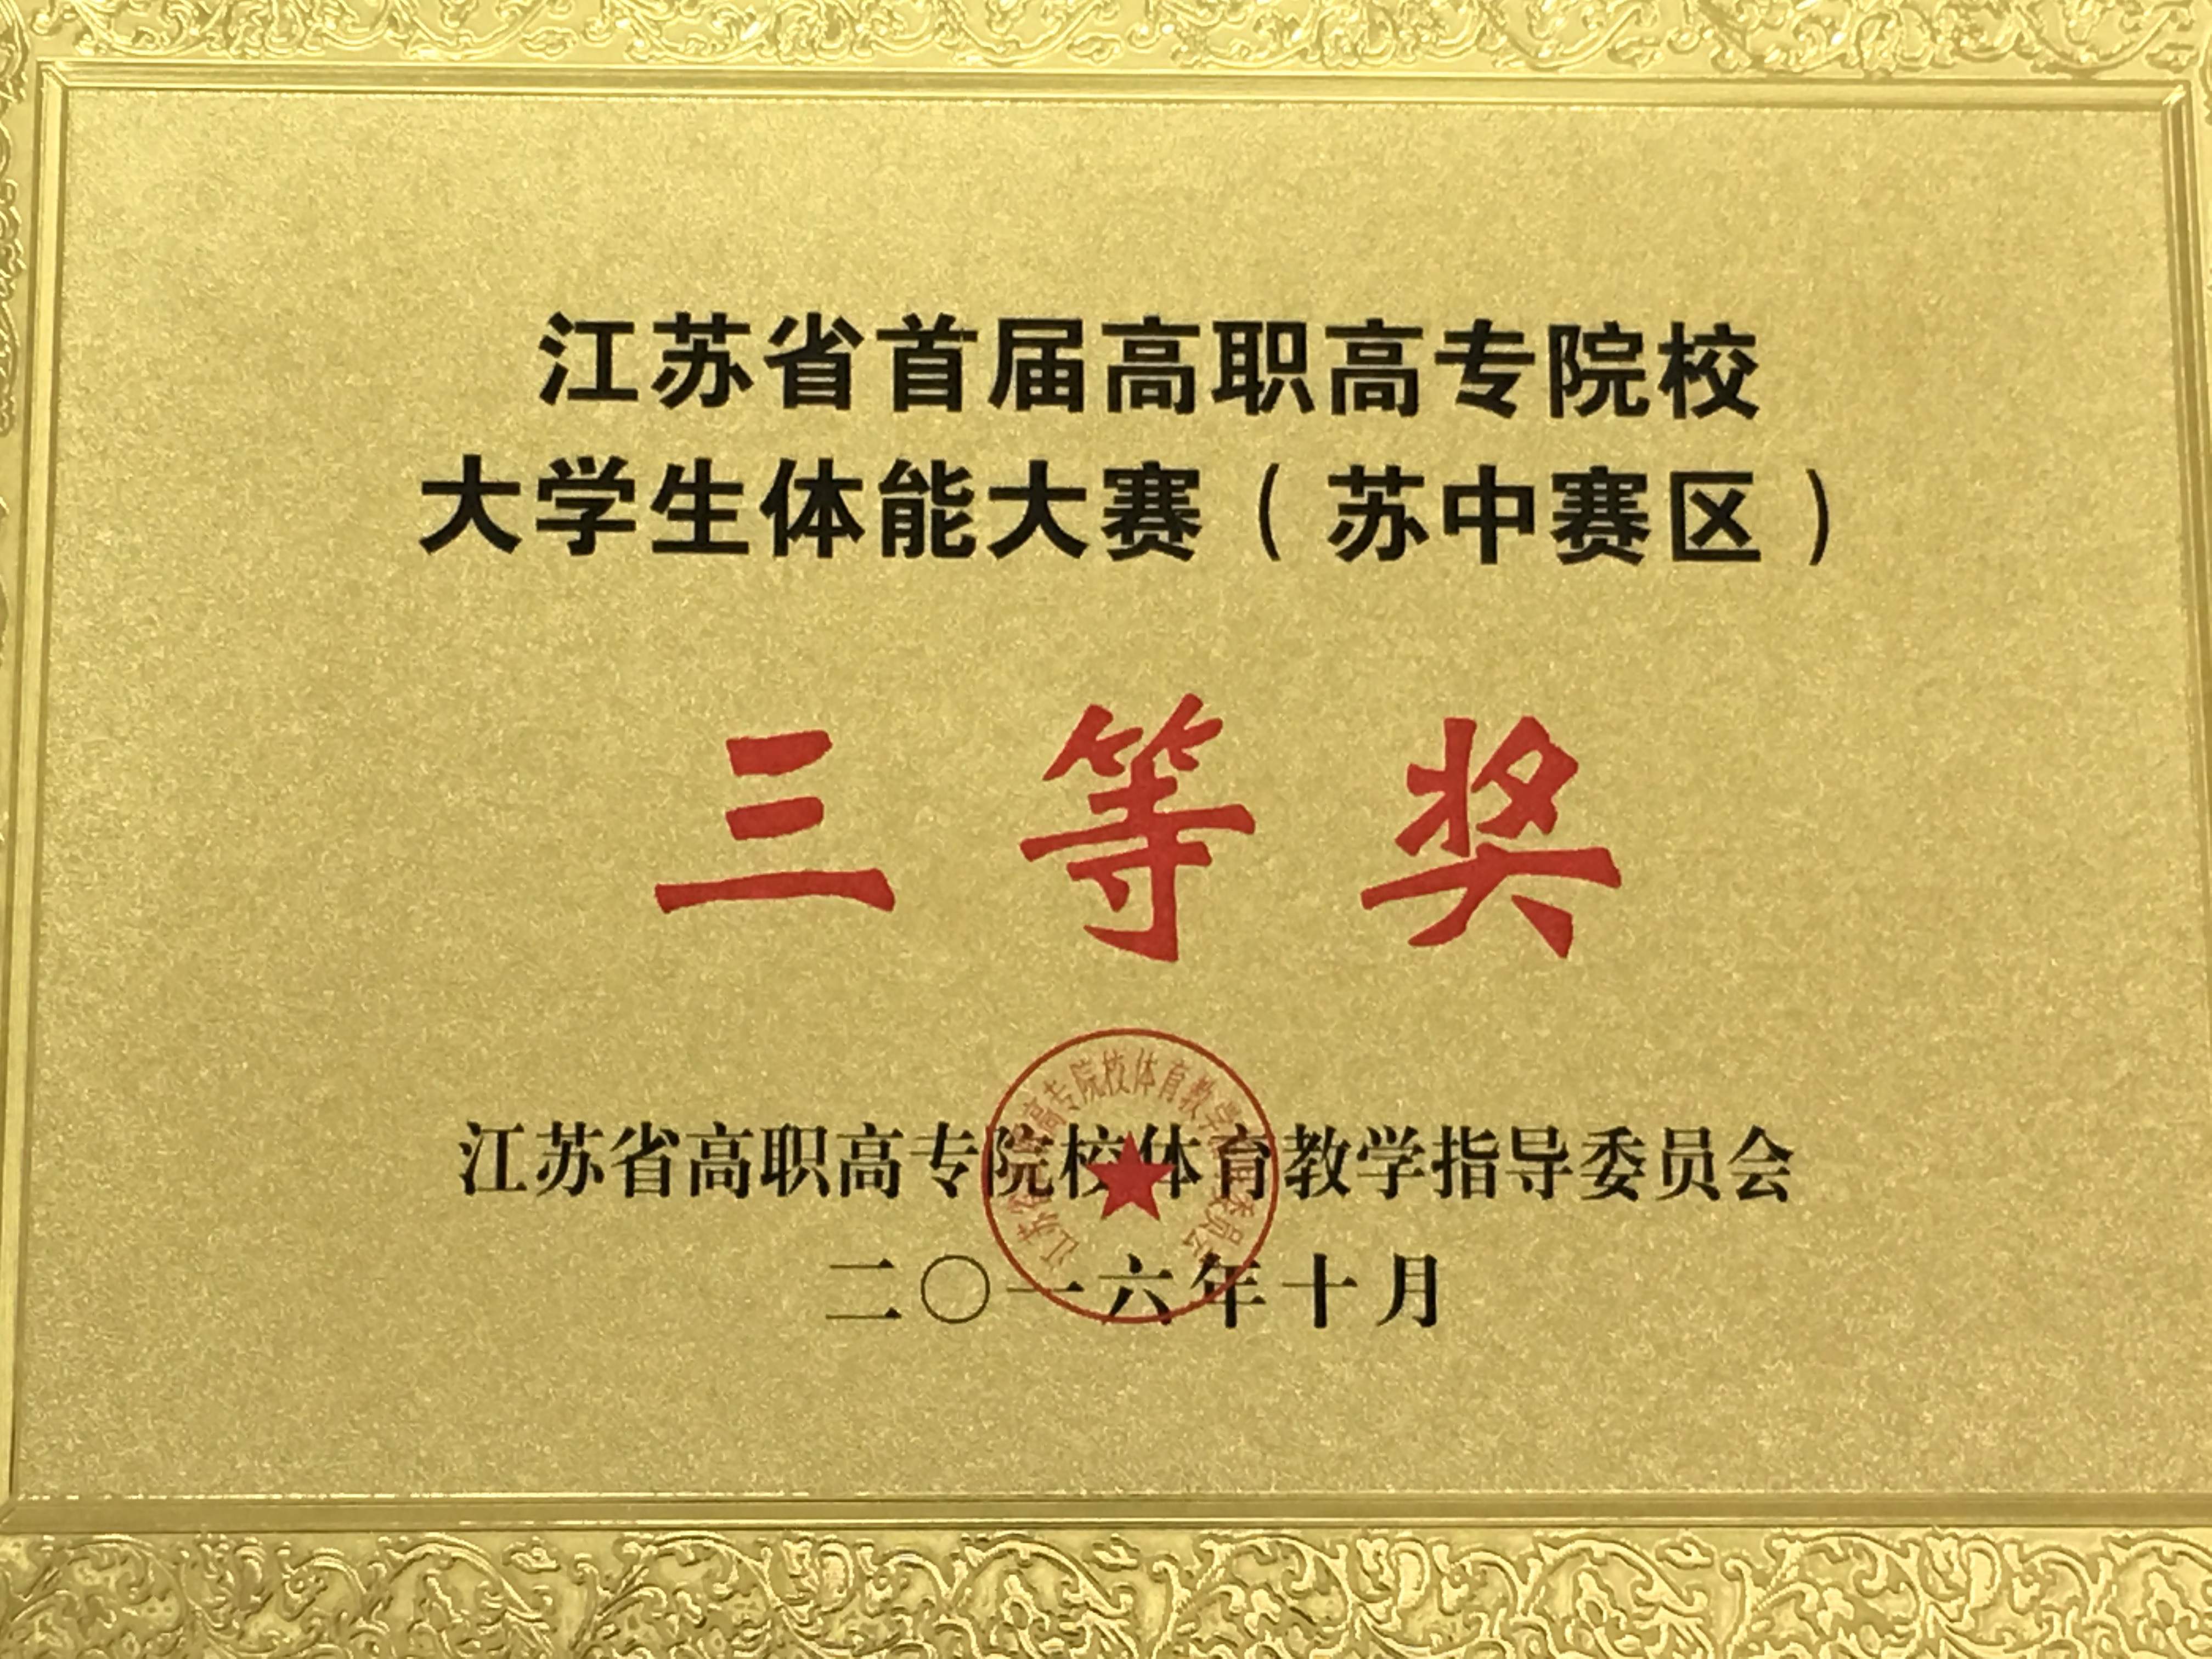 江苏省首届高职高专院校
大学生体能大赛（苏中赛区）
三等奖
江苏省高职高专院校体育教学指导委员会
二〇一六年十月